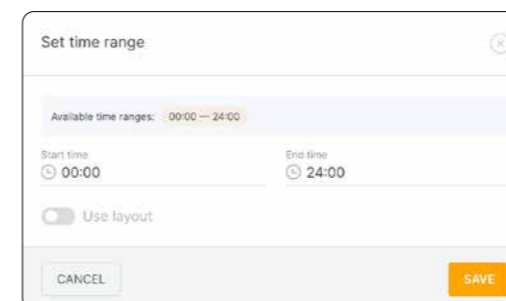 Set time range
Available time ranges: 00:00 — 24:00
Start time
00:00
End time
24:00
Use layout
CANCEL
SAVE